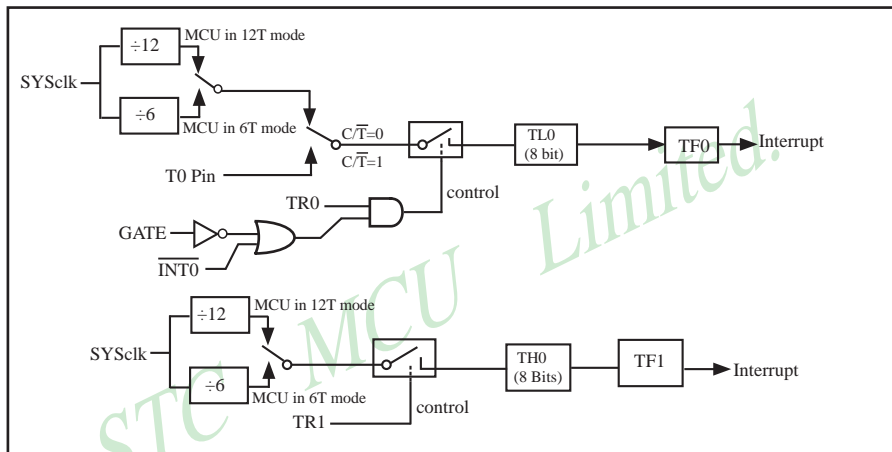 ÷12
MCU in 12T mode
SYSclk
÷6
MCU in 6T mode
C/T̅=0
C/T̅=1
T0 Pin
TL0
(8 bit)
TF0
Interrupt
control
TR0
GATE
I̅N̅T̅0̅
÷12
MCU in 12T mode
SYSclk
÷6
MCU in 6T mode
TH0
(8 Bits)
TF1
Interrupt
control
TR1
STC MCU Limited.